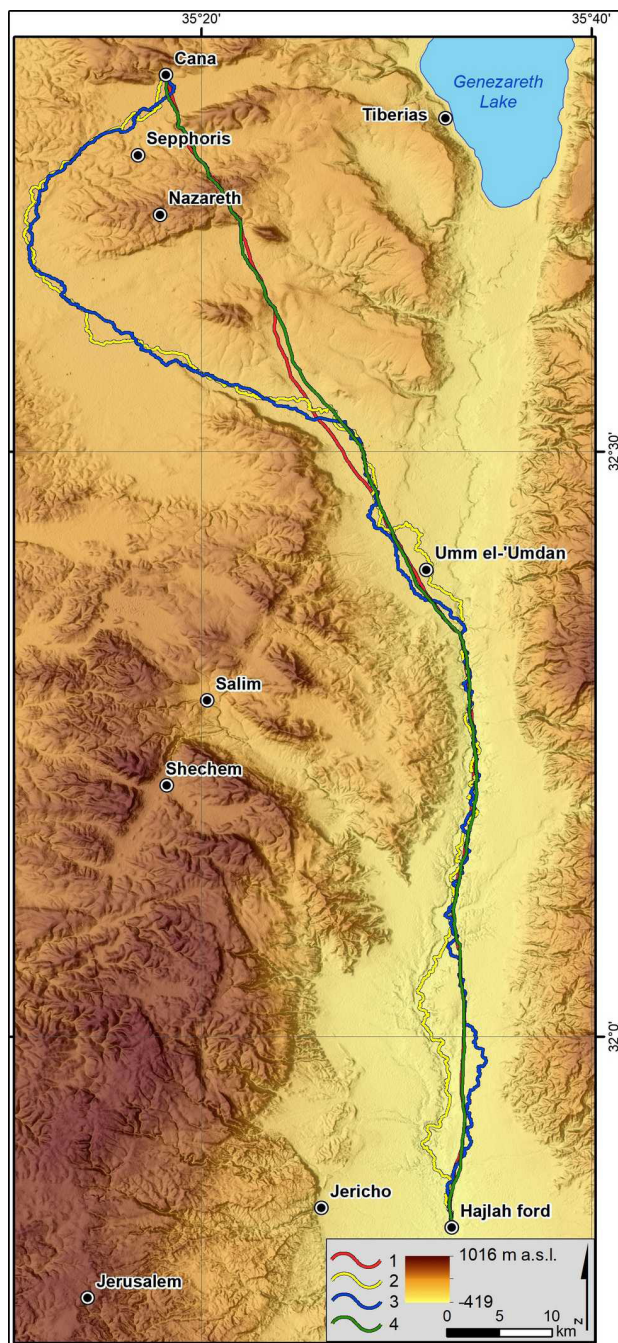 35°20'
35°40'
Cana
Genezareth
Lake
Tiberias
Sepphoris
Nazareth
32°30'
Umm el-'Umdan
Salim
Shechem
32°0'
Jericho
Hajlah ford
Jerusalem
1
2
3
4
1016 m a.s.l.
-419
0 5 10
km
N